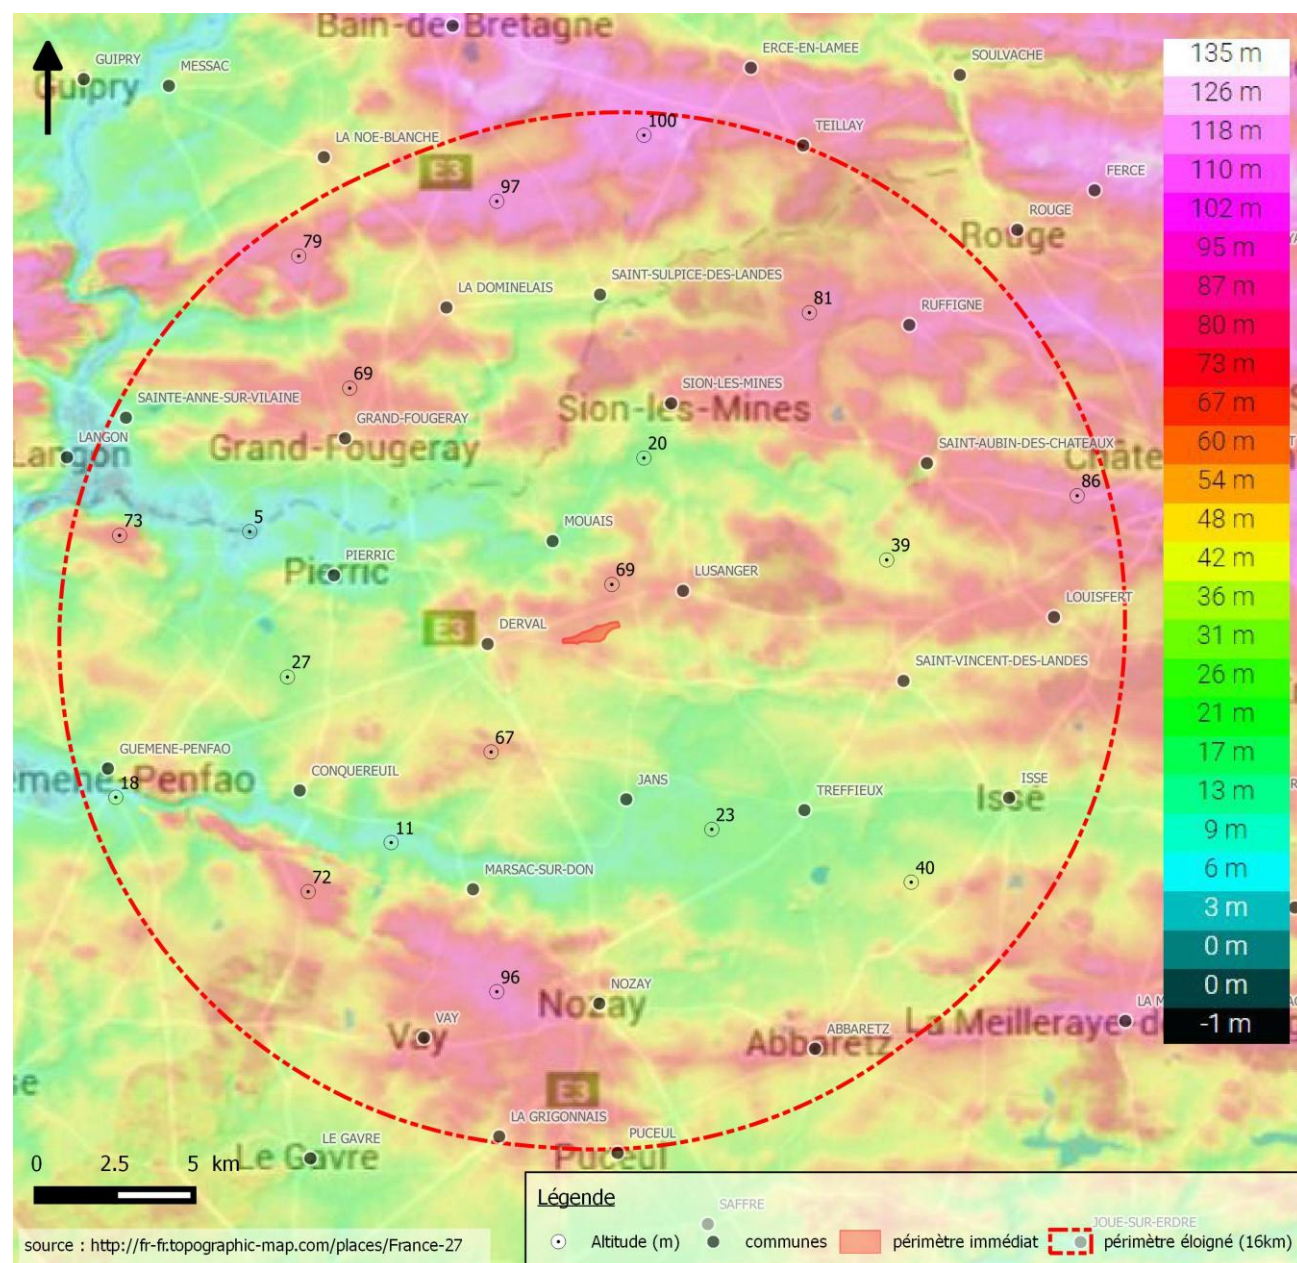 Bain-de-Bretagne
GUIPRY
Guipry
MESSAC
ERCE-EN-LAMEE
SOULVACHE
LA NOE-BLANCHE
100
TEILLAY
E3
97
FERCE
ROUGE
Rouge
79
SAINT-SULPICE-DES-LANDES
LA DOMINELAIS
81
RUFFIGNE
69
SAINTE-ANNE-SUR-VILAINE
SION-LES-MINES
Sion-les-Mines
GRAND-FOUGERAY
Grand-Fougeray
LANGON
Langon
20
SAINT-AUBIN-DES-CHATEAUX
Châte
86
73
5
MOUAIS
39
PIERRIC
Pierric
69
LUSANGER
LOUISFERT
E3
DERVAL
27
SAINT-VINCENT-DES-LANDES
67
GUEMENE-PENFAO
emené-Penfao
18
CONQUEREUIL
JANS
TREFFIEUX
ISSE
Issé
11
23
72
MARSAC-SUR-DON
40
96
NOZAY
Nozay
VAY
Vay
ABBARETZ
Abbaretz
LA M
La Meilleraye de
E3
LA GRIGONNAIS
PUCEUL
Puceul
LE GAVRE
Le Gavre
135 m
126 m
118 m
110 m
102 m
95 m
87 m
80 m
73 m
67 m
60 m
54 m
48 m
42 m
36 m
31 m
26 m
21 m
17 m
13 m
9 m
6 m
3 m
0 m
0 m
-1 m
0 2.5 5 km
source : http://fr-fr.topographic-map.com/places/France-27
Légende
SAFFRE
JOUE-SUR-ERDRE
Altitude (m) communes périmètre immédiat périmètre éloigné (16km)